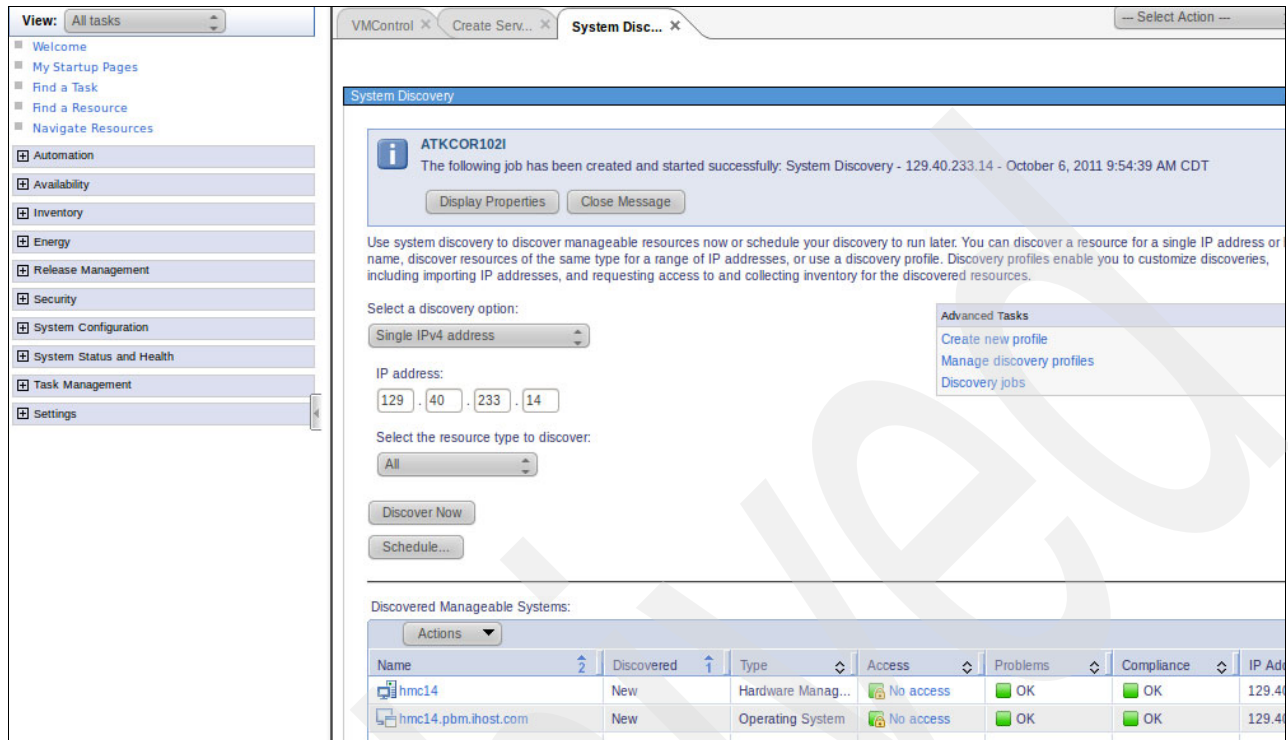 View: All tasks
Welcome
My Startup Pages
Find a Task
Find a Resource
Navigate Resources
Automation
Availability
Inventory
Energy
Release Management
Security
System Configuration
System Status and Health
Task Management
Settings
VMControl Create Serv... System Disc... --- Select Action ---
System Discovery
ATKCOR102I
The following job has been created and started successfully: System Discovery - 129.40.233.14 - October 6, 2011 9:54:39 AM CDT
Display Properties Close Message
Use system discovery to discover manageable resources now or schedule your discovery to run later. You can discover a resource for a single IP address or
name, discover resources of the same type for a range of IP addresses, or use a discovery profile. Discovery profiles enable you to customize discoveries,
including importing IP addresses, and requesting access to and collecting inventory for the discovered resources.
Select a discovery option:
Single IPv4 address
IP address:
129 . 40 . 233 . 14
Select the resource type to discover:
All
Discover Now
Schedule...
Advanced Tasks
Create new profile
Manage discovery profiles
Discovery jobs
Discovered Manageable Systems:
Actions
Name 2 Discovered 1 Type Access Problems Compliance IP Add
hmc14 New Hardware Manag... No access OK OK 129.40
hmc14.pbm.ihost.com New Operating System No access OK OK 129.40